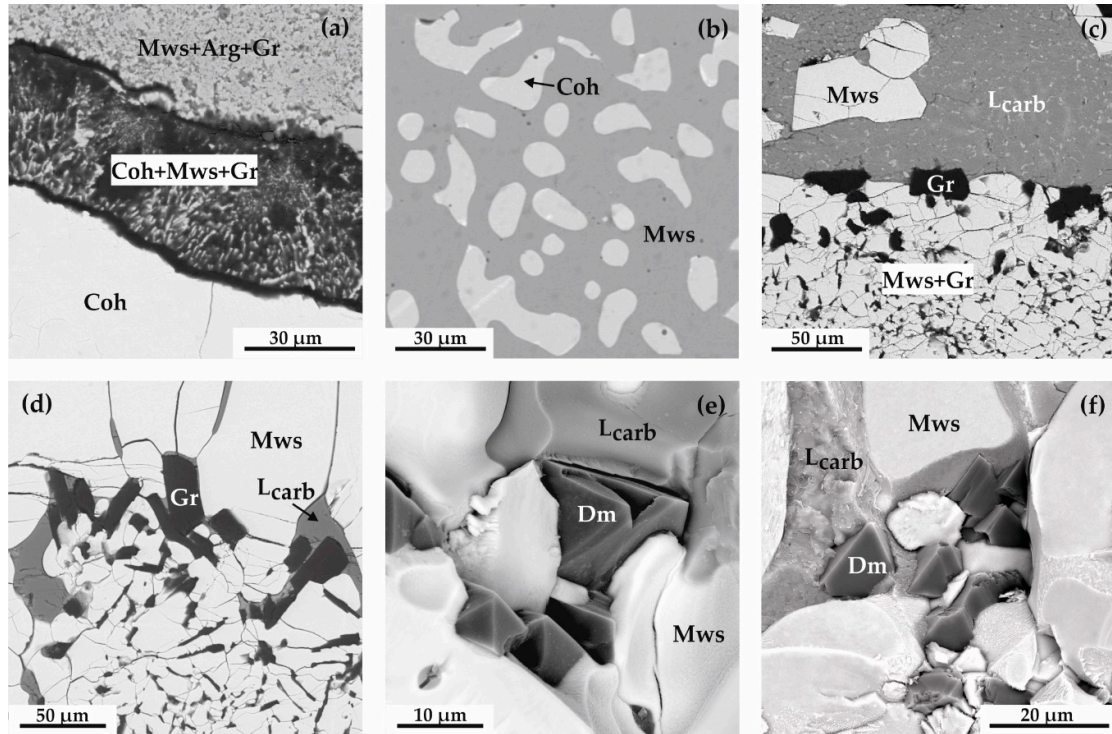 (a)
Mws+Arg+Gr
Coh+Mws+Gr
Coh
30 µm
(b)
Coh
Mws
30 µm
(c)
Mws
Lcarb
Gr
Mws+Gr
50 µm
(d)
Mws
Gr
Lcarb
50 µm
(e)
Lcarb
Dm
Mws
10 µm
(f)
Mws
Lcarb
Dm
20 µm